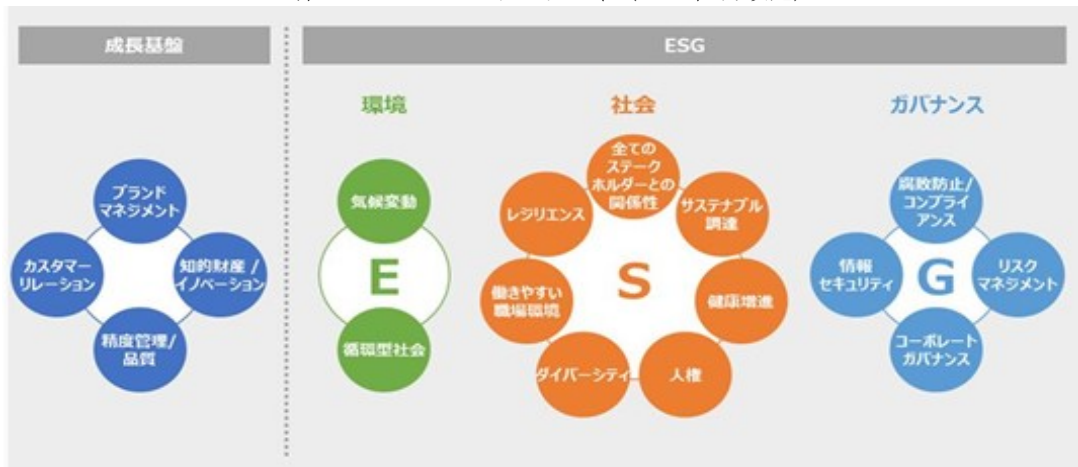 成長基盤
ESG
環境
社会
ガバナンス
ブランド
マネジメント
カスタマー
リレーション
知的財産 /
イノベーション
精度管理/
品質
気候変動
E
循環型社会
全ての
ステーク
ホルダーとの
関係性
レジリエンス
サステナブル
調達
働きやすい
職場環境
S
健康増進
ダイバーシティ
人権
腐敗防止/
コンプライ
アンス
情報
セキュリティ
G
リスク
マネジメント
コーポレート
ガバナンス